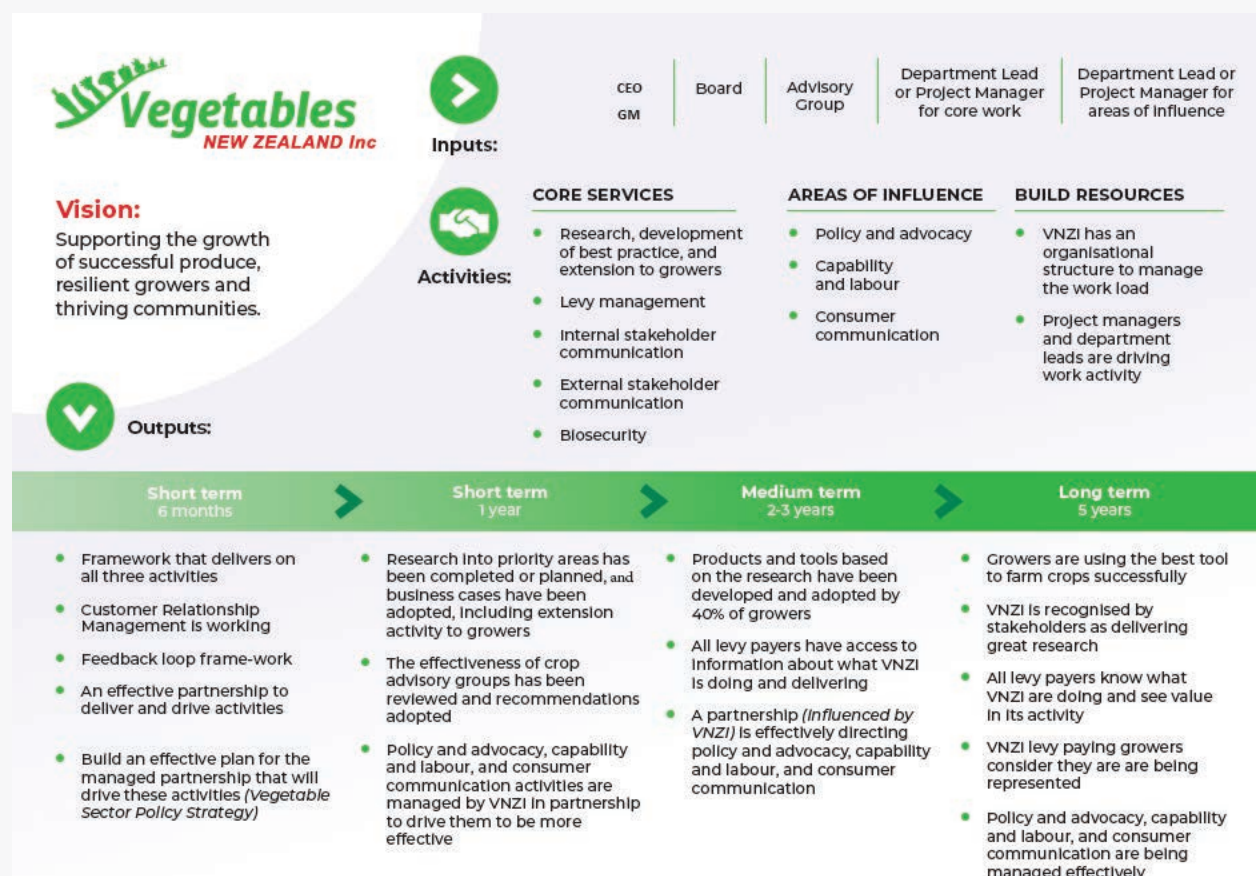 Vegetables
NEW ZEALAND Inc
Vision:
Supporting the growth
of successful produce,
resilient growers and
thriving communities.
Inputs:
CEO
GM
Board
Advisory
Group
Department Lead
or Project Manager
for core work
Department Lead or
Project Manager for
areas of influence
Activities:
CORE SERVICES
Research, development
of best practice, and
extension to growers
Levy management
Internal stakeholder
communication
External stakeholder
communication
Biosecurity
AREAS OF INFLUENCE
Policy and advocacy
Capability
and labour
Consumer
communication
BUILD RESOURCES
VNZI has an
organisational
structure to manage
the work load
Project managers
and department
leads are driving
work activity
Outputs:
Short term
6 months
Framework that delivers on
all three activities
Customer Relationship
Management is working
Feedback loop frame-work
An effective partnership to
deliver and drive activities
Build an effective plan for the
managed partnership that will
drive these activities (Vegetable
Sector Policy Strategy)
Short term
1 year
Research into priority areas has
been completed or planned, and
business cases have been
adopted, including extension
activity to growers
The effectiveness of crop
advisory groups has been
reviewed and recommendations
adopted
Policy and advocacy, capability
and labour, and consumer
communication activities are
managed by VNZI in partnership
to drive them to be more
effective
Medium term
2-3 years
Products and tools based
on the research have been
developed and adopted by
40% of growers
All levy payers have access to
information about what VNZI
is doing and delivering
A partnership (influenced by
VNZI) is effectively directing
policy and advocacy, capability
and labour, and consumer
communication
Long term
5 years
Growers are using the best tool
to farm crops successfully
VNZI is recognised by
stakeholders as delivering
great research
All levy payers know what
VNZI are doing and see value
in its activity
VNZI levy paying growers
consider they are are being
represented
Policy and advocacy, capability
and labour, and consumer
communication are being
managed effectively